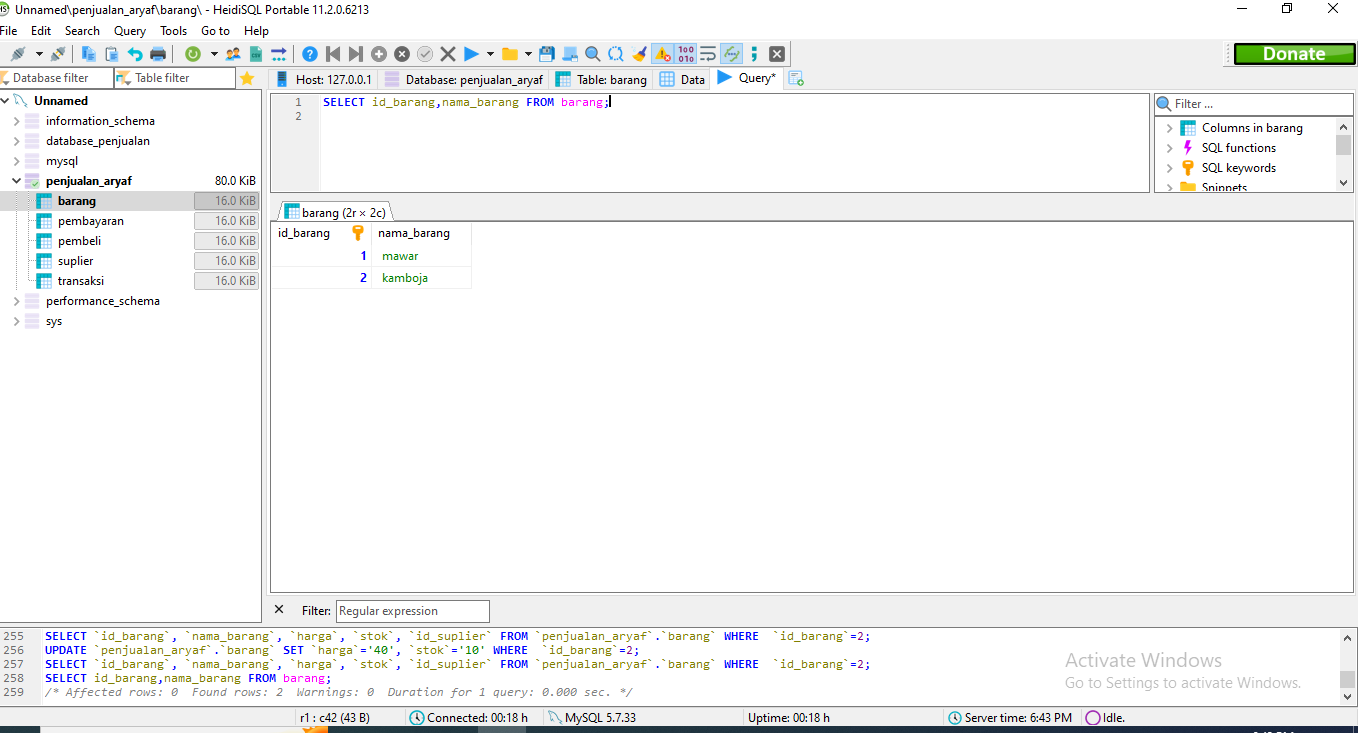 Unnamed\penjualan_aryaf\barang\ - HeidiSQL Portable 11.2.0.6213
File Edit Search Query Tools Go to Help
Donate
Database filter Table filter
Host: 127.0.0.1 Database: penjualan_aryaf Table: barang Data Query*
Unnamed
information_schema
database_penjualan
mysql
penjualan_aryaf 80.0 KiB
barang 16.0 KiB
pembayaran 16.0 KiB
pembeli 16.0 KiB
suplier 16.0 KiB
transaksi 16.0 KiB
performance_schema
sys
1 SELECT id_barang,nama_barang FROM barang;
2
Filter ...
Columns in barang
SQL functions
SQL keywords
Snippets
barang (2r × 2c)
id_barang nama_barang
1 mawar
2 kamboja
Filter: Regular expression
255 SELECT `id_barang`, `nama_barang`, `harga`, `stok`, `id_suplier` FROM `penjualan_aryaf`.`barang` WHERE  `id_barang`=2;
256 UPDATE `penjualan_aryaf`.`barang` SET `harga`='40', `stok`='10' WHERE  `id_barang`=2;
257 SELECT `id_barang`, `nama_barang`, `harga`, `stok`, `id_suplier` FROM `penjualan_aryaf`.`barang` WHERE  `id_barang`=2;
258 SELECT id_barang,nama_barang FROM barang;
259 /* Affected rows: 0  Found rows: 2  Warnings: 0  Duration for 1 query: 0.000 sec. */
Activate Windows
Go to Settings to activate Windows.
r1 : c42 (43 B) Connected: 00:18 h MySQL 5.7.33 Uptime: 00:18 h Server time: 6:43 PM Idle.